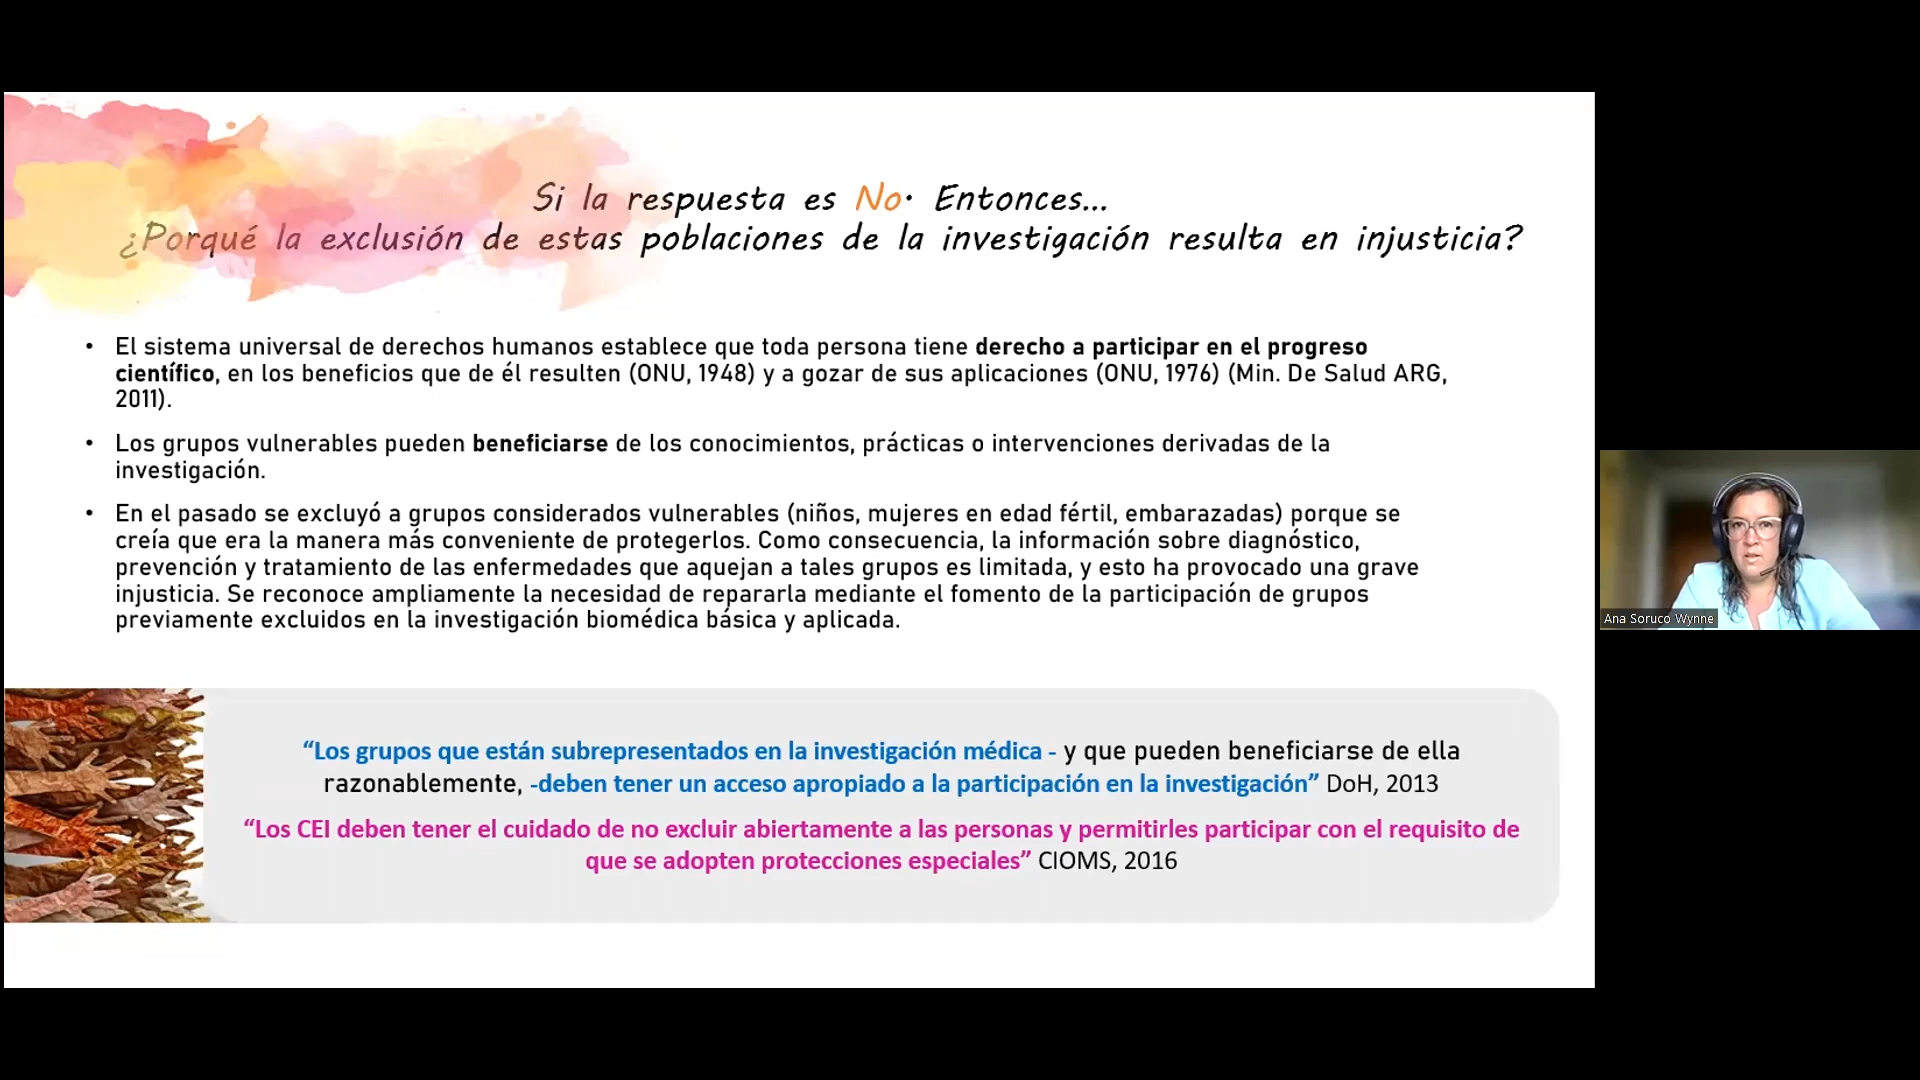 Si la respuesta es No. Entonces...
¿Porqué la exclusión de estas poblaciones de la investigación resulta en injusticia?
• El sistema universal de derechos humanos establece que toda persona tiene derecho a participar en el progreso
científico, en los beneficios que de él resulten (ONU, 1948) y a gozar de sus aplicaciones (ONU, 1976) (Min. De Salud ARG,
2011).
• Los grupos vulnerables pueden beneficiarse de los conocimientos, prácticas o intervenciones derivadas de la
investigación.
• En el pasado se excluyó a grupos considerados vulnerables (niños, mujeres en edad fértil, embarazadas) porque se
creía que era la manera más conveniente de protegerlos. Como consecuencia, la información sobre diagnóstico,
prevención y tratamiento de las enfermedades que aquejan a tales grupos es limitada, y esto ha provocado una grave
injusticia. Se reconoce ampliamente la necesidad de repararla mediante el fomento de la participación de grupos
previamente excluidos en la investigación biomédica básica y aplicada.
“Los grupos que están subrepresentados en la investigación médica - y que pueden beneficiarse de ella
razonablemente, -deben tener un acceso apropiado a la participación en la investigación” DoH, 2013
“Los CEI deben tener el cuidado de no excluir abiertamente a las personas y permitirles participar con el requisito de
que se adopten protecciones especiales” CIOMS, 2016
Ana Soruco Wynne